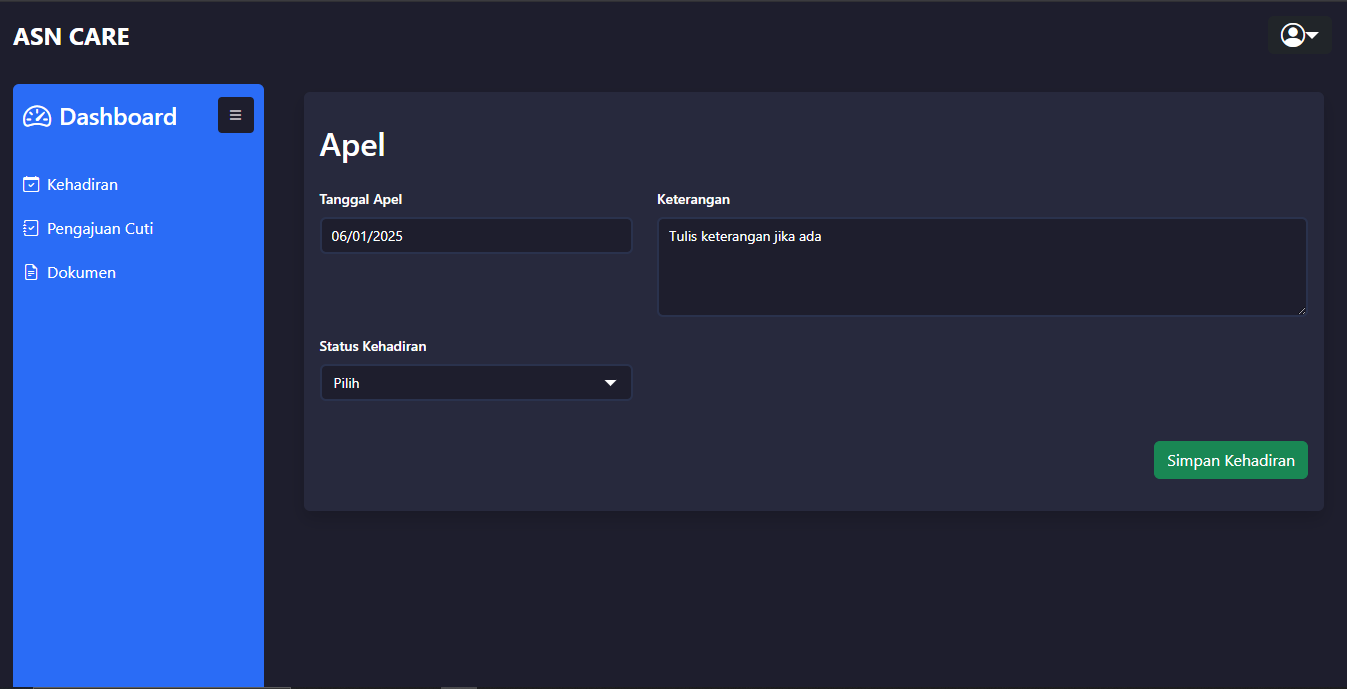 ASN CARE
Dashboard
Kehadiran
Pengajuan Cuti
Dokumen
Apel
Tanggal Apel
06/01/2025
Keterangan
Tulis keterangan jika ada
Status Kehadiran
Pilih
Simpan Kehadiran